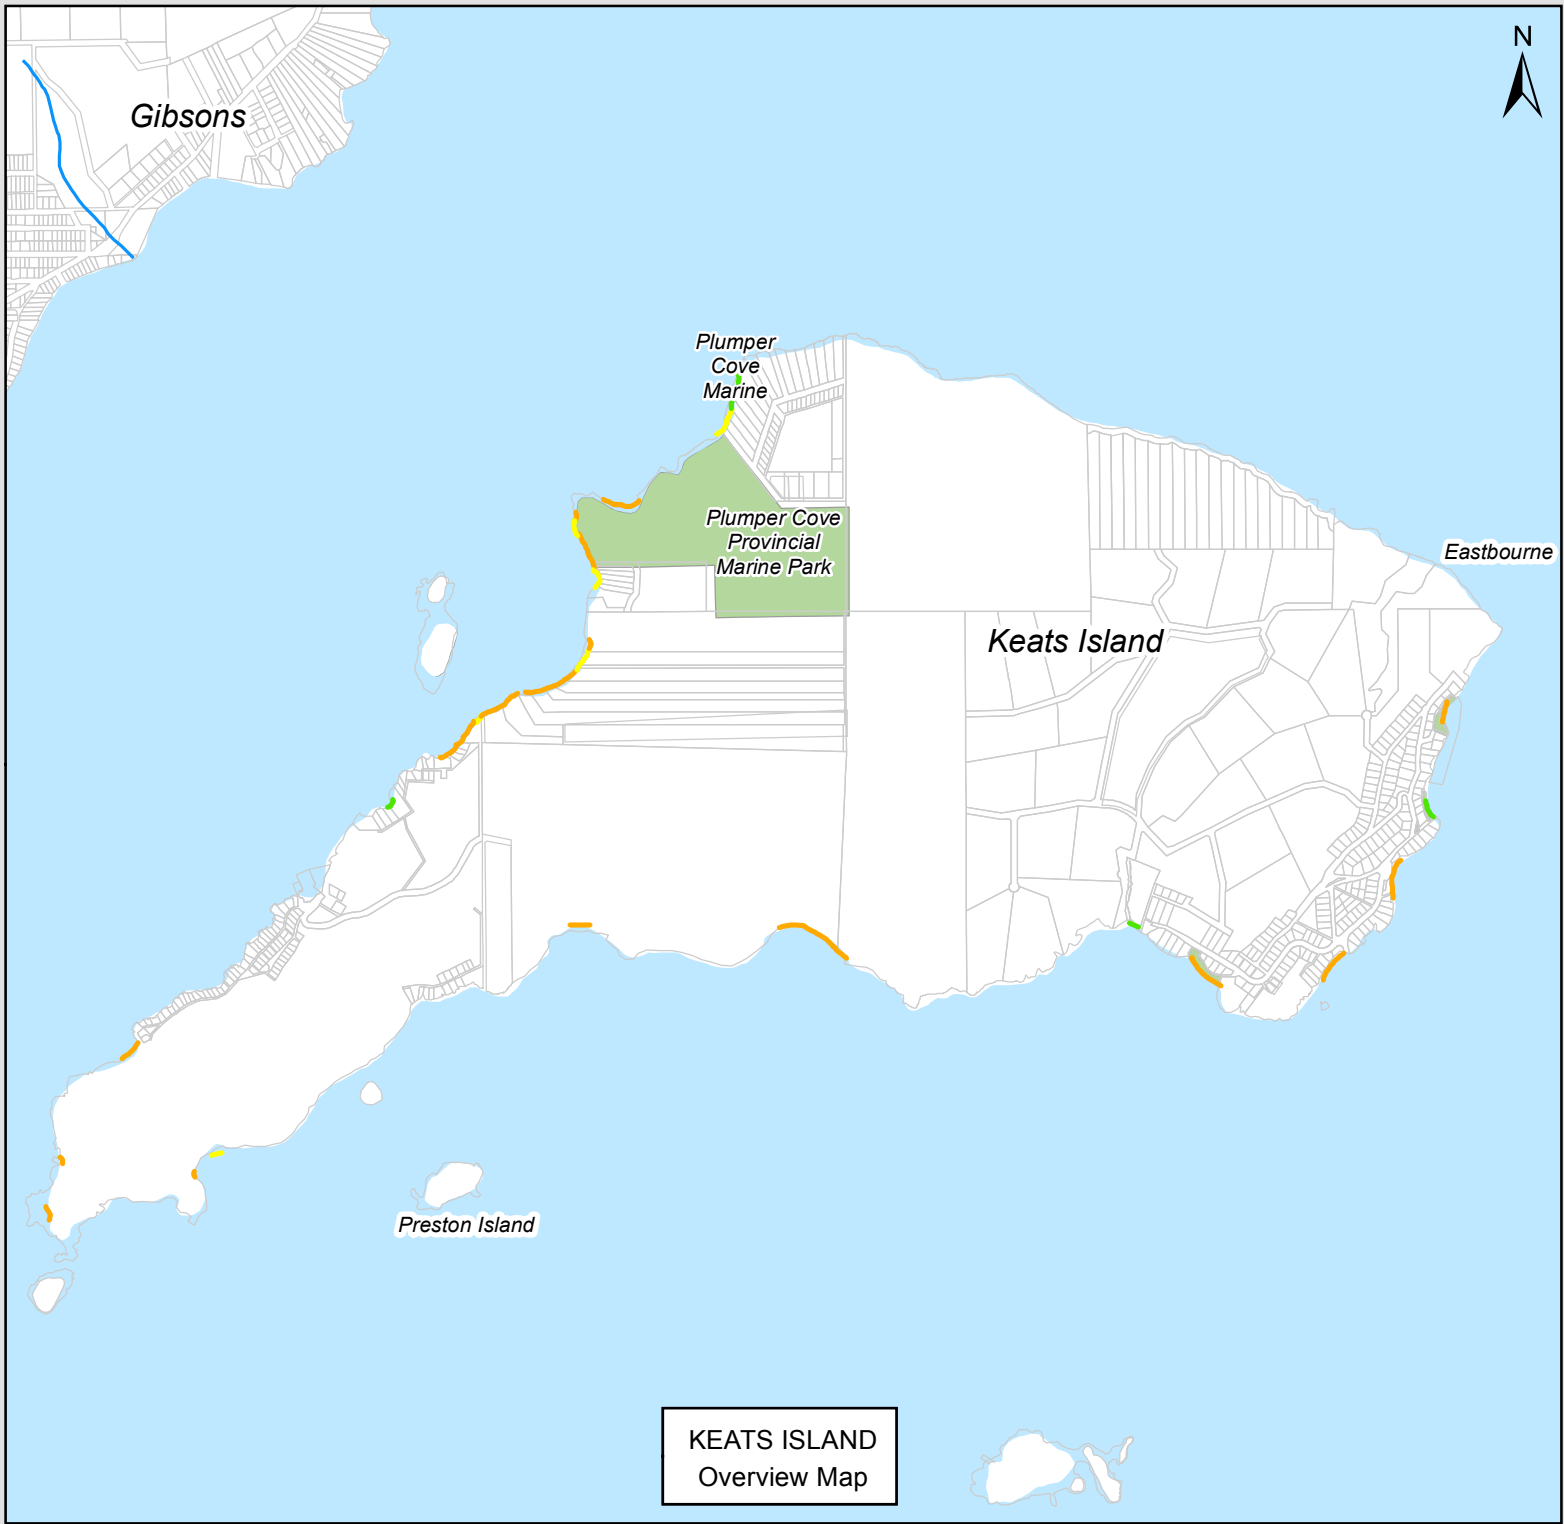 N
Gibsons
Plumper
Cove
Marine
Plumper Cove
Provincial
Marine Park
Eastbourne
Keats Island
Preston Island
KEATS ISLAND
Overview Map